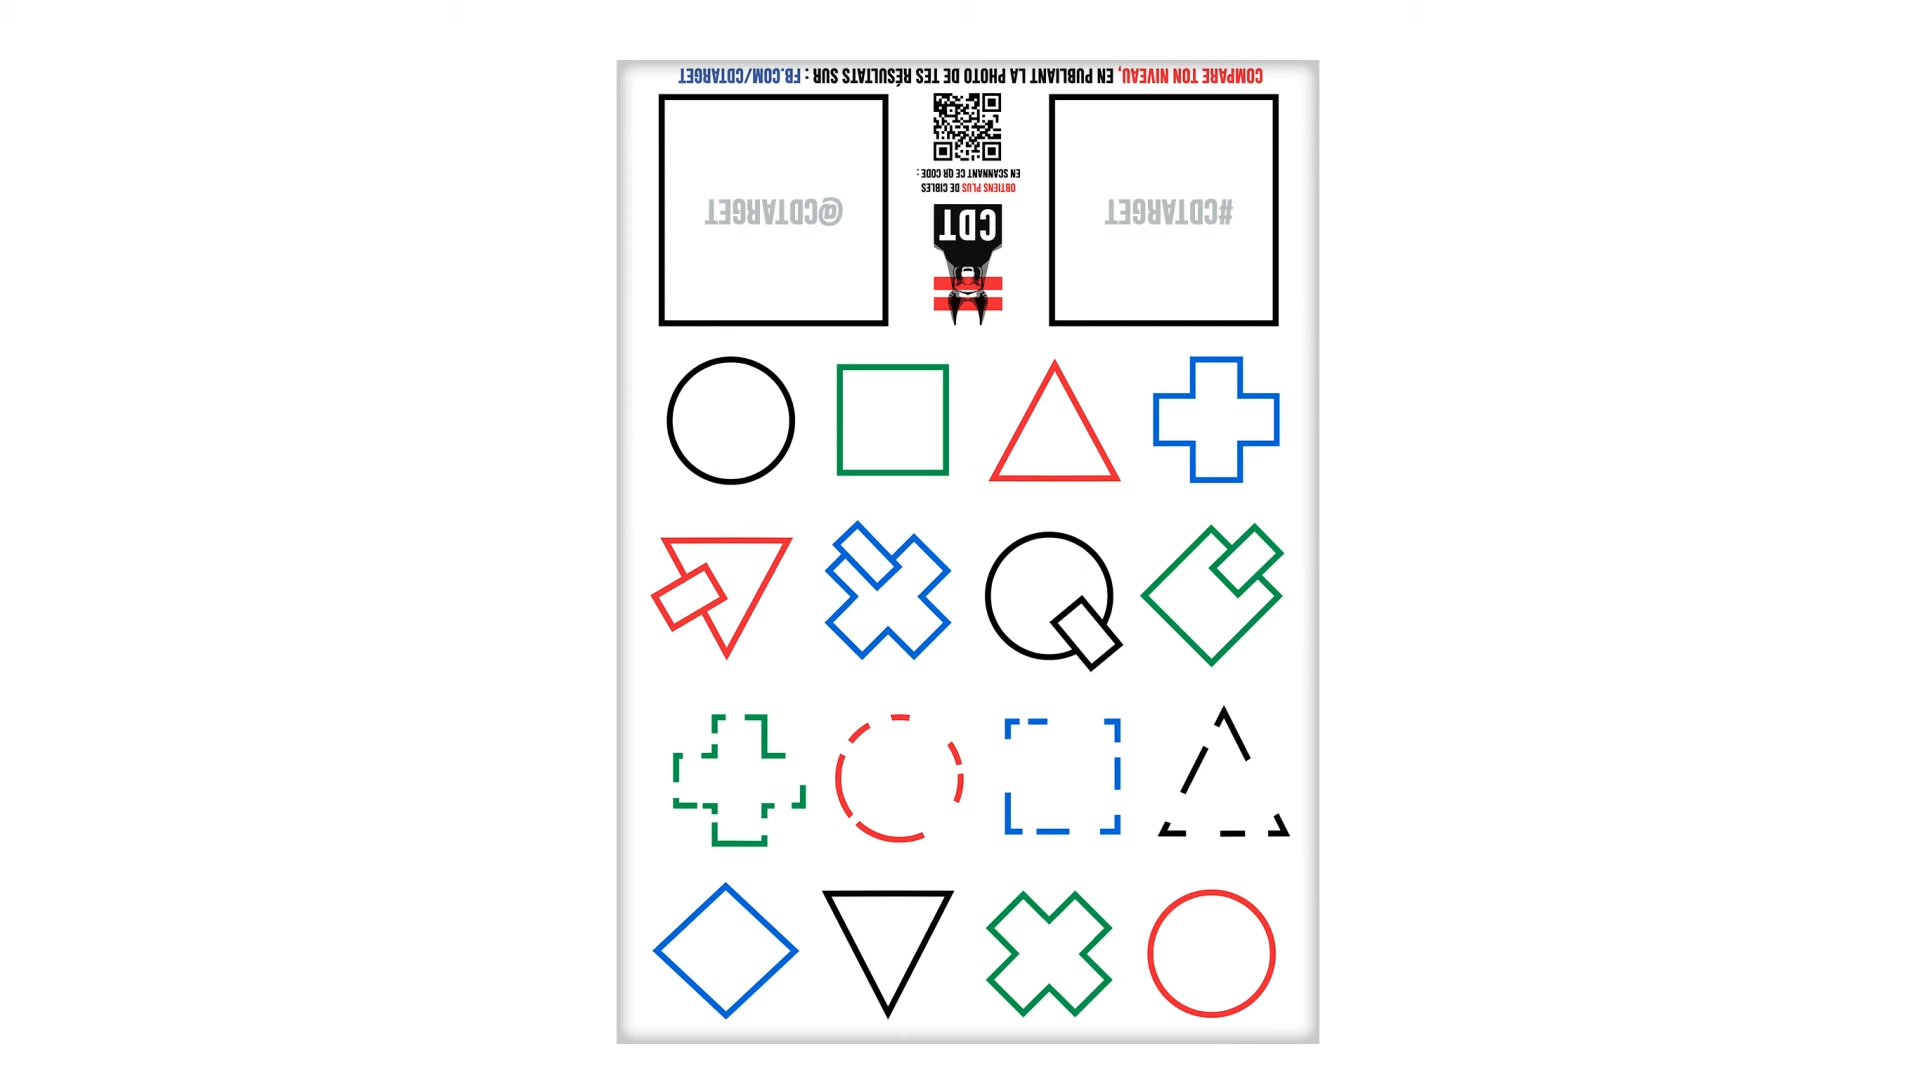 COMPARE TON NIVEAU, EN PUBLIANT LA PHOTO DE TES RÉSULTATS SUR : FB.COM/CDTARGET
#CDTARGET
@CDTARGET
CDT
OBTIENS PLUS DE CIBLES
EN SCANNANT CE QR CODE :